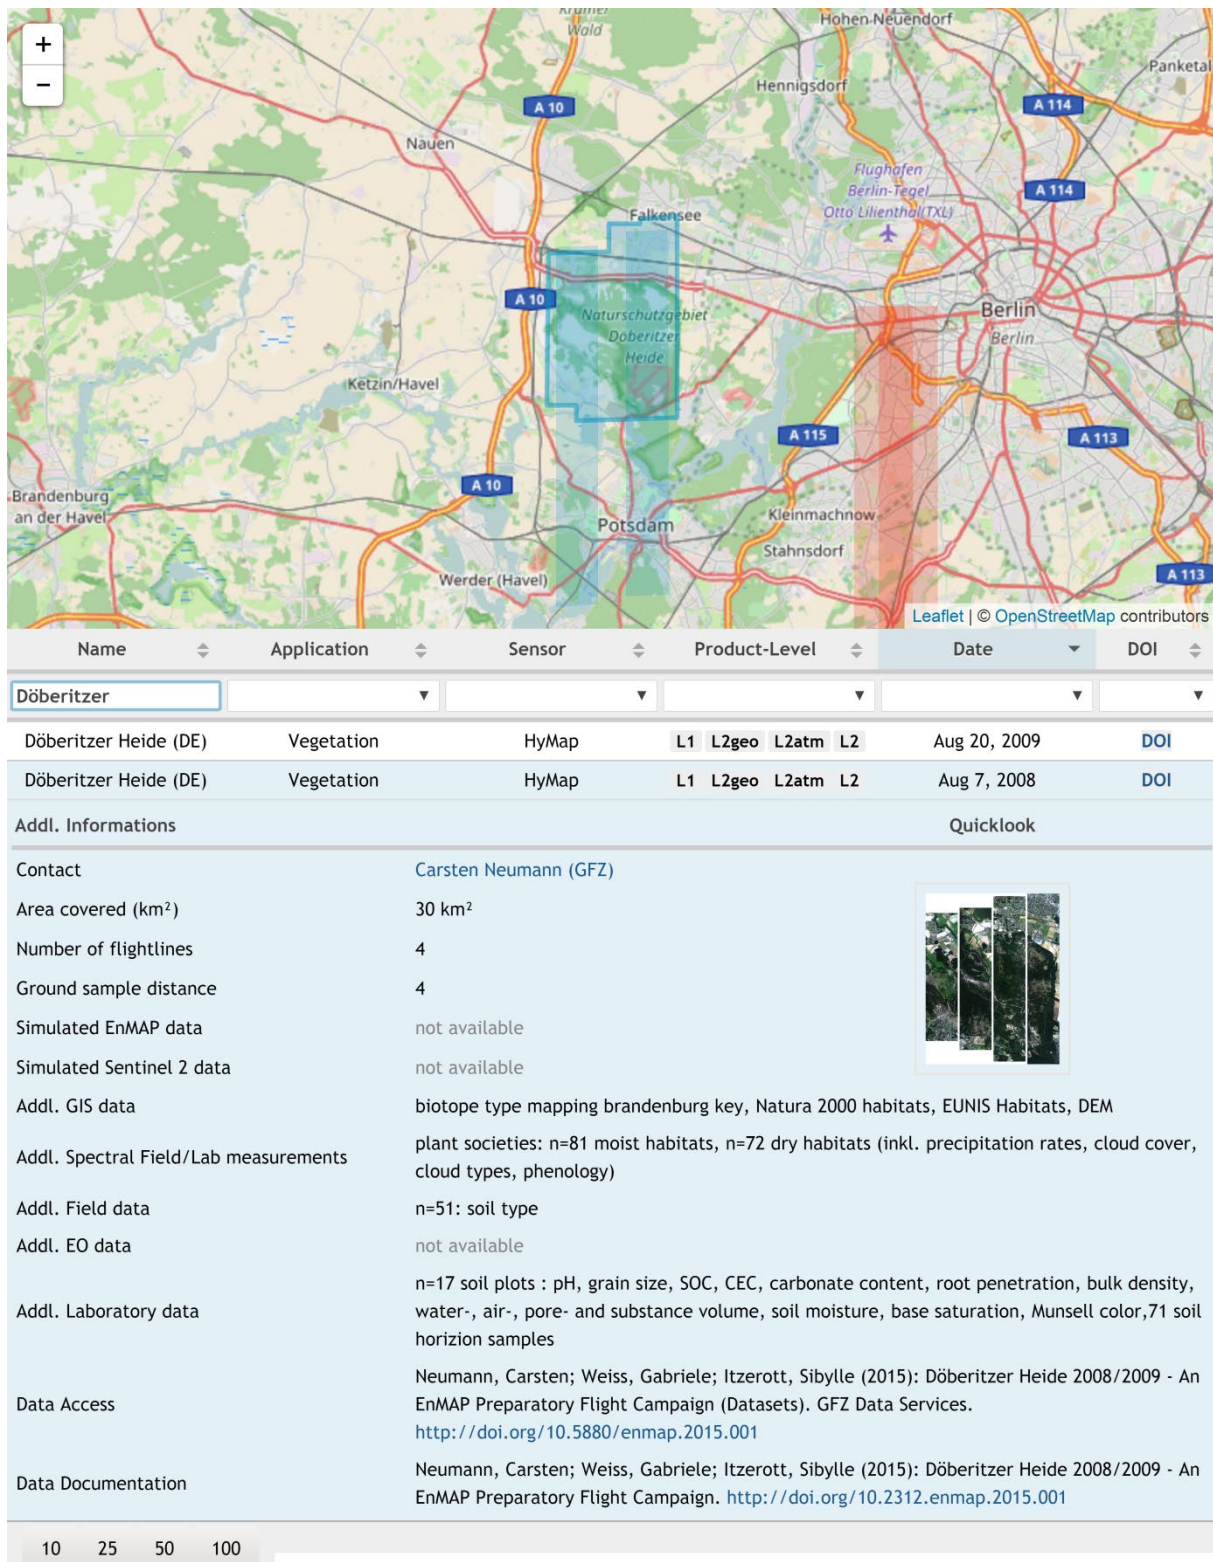 Krämer
Wald
Hohen Neuendorf
+
−
Panketal
Hennigsdorf
A 10
A 114
Nauen
Flughafen
Berlin-Tegel
Otto Lilienthal(TXL)
A 114
Falkensee
A 10
Naturschutzgebiet
Döberitzer
Heide
Berlin
Berlin
Ketzin/Havel
A 115
A 113
A 10
Brandenburg
an der Havel
Potsdam
Kleinmachnow
Stahnsdorf
Werder (Havel)
A 113
Leaflet | © OpenStreetMap contributors
Name Application Sensor Product-Level Date DOI
Döberitzer
Döberitzer Heide (DE) Vegetation HyMap L1 L2geo L2atm L2 Aug 20, 2009 DOI
Döberitzer Heide (DE) Vegetation HyMap L1 L2geo L2atm L2 Aug 7, 2008 DOI
Addl. Informations Quicklook
Contact Carsten Neumann (GFZ)
Area covered (km²) 30 km²
Number of flightlines 4
Ground sample distance 4
Simulated EnMAP data not available
Simulated Sentinel 2 data not available
Addl. GIS data biotope type mapping brandenburg key, Natura 2000 habitats, EUNIS Habitats, DEM
Addl. Spectral Field/Lab measurements plant societies: n=81 moist habitats, n=72 dry habitats (inkl. precipitation rates, cloud cover,
cloud types, phenology)
Addl. Field data n=51: soil type
Addl. EO data not available
Addl. Laboratory data n=17 soil plots : pH, grain size, SOC, CEC, carbonate content, root penetration, bulk density,
water-, air-, pore- and substance volume, soil moisture, base saturation, Munsell color,71 soil
horizion samples
Data Access Neumann, Carsten; Weiss, Gabriele; Itzerott, Sibylle (2015): Döberitzer Heide 2008/2009 - An
EnMAP Preparatory Flight Campaign (Datasets). GFZ Data Services.
http://doi.org/10.5880/enmap.2015.001
Data Documentation Neumann, Carsten; Weiss, Gabriele; Itzerott, Sibylle (2015): Döberitzer Heide 2008/2009 - An
EnMAP Preparatory Flight Campaign. http://doi.org/10.2312.enmap.2015.001
10 25 50 100